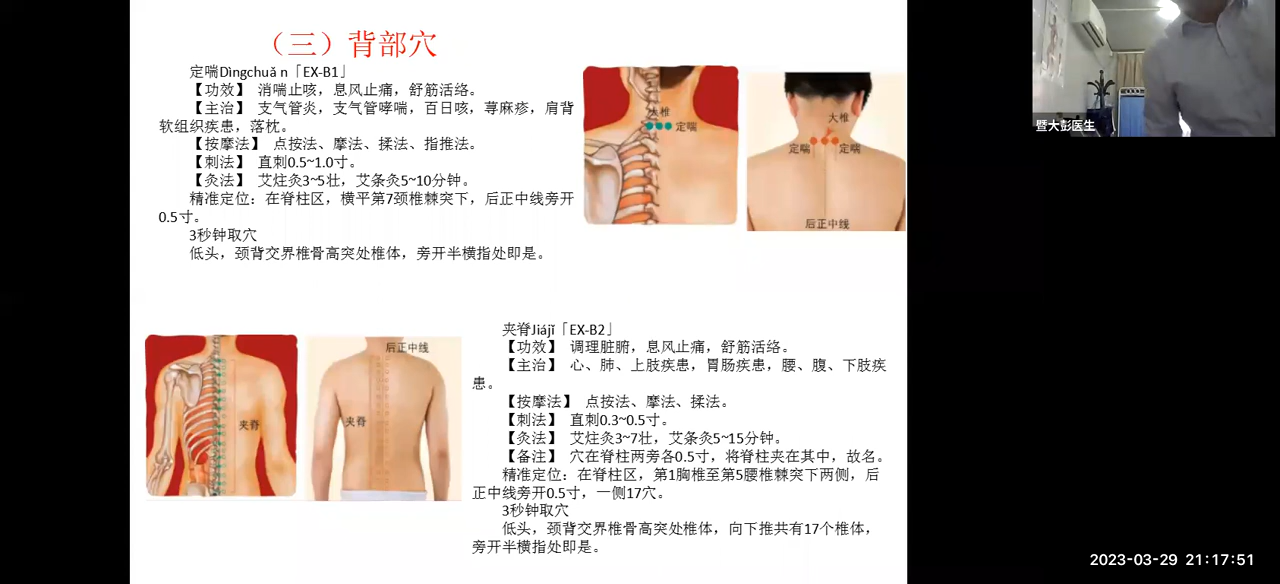 （三）背部穴
定喘Dìngchuǎn「EX-B1」
【功效】 消喘止咳，息风止痛，舒筋活络。
【主治】 支气管炎，支气管哮喘，百日咳，荨麻疹，肩背
软组织疾患，落枕。
【按摩法】 点按法、摩法、揉法、指推法。
【刺法】 直刺0.5~1.0寸。
【灸法】 艾炷灸3~5壮，艾条灸5~10分钟。
精准定位：在脊柱区，横平第7颈椎棘突下，后正中线旁开
0.5寸。
3秒钟取穴
低头，颈背交界椎骨高突处椎体，旁开半横指处即是。
大椎
定喘
大椎
定喘
定喘
后正中线
暨大彭医生
夹脊
后正中线
夹脊
夹脊Jiájǐ「EX-B2」
【功效】 调理脏腑，息风止痛，舒筋活络。
【主治】 心、肺、上肢疾患，胃肠疾患，腰、腹、下肢疾
患。
【按摩法】 点按法、摩法、揉法。
【刺法】 直刺0.3~0.5寸。
【灸法】 艾炷灸3~7壮，艾条灸5~15分钟。
【备注】 穴在脊柱两旁各0.5寸，将脊柱夹在其中，故名。
精准定位：在脊柱区，第1胸椎至第5腰椎棘突下两侧，后
正中线旁开0.5寸，一侧17穴。
3秒钟取穴
低头，颈背交界椎骨高突处椎体，向下推共有17个椎体，
旁开半横指处即是。
2023-03-29 21:17:51